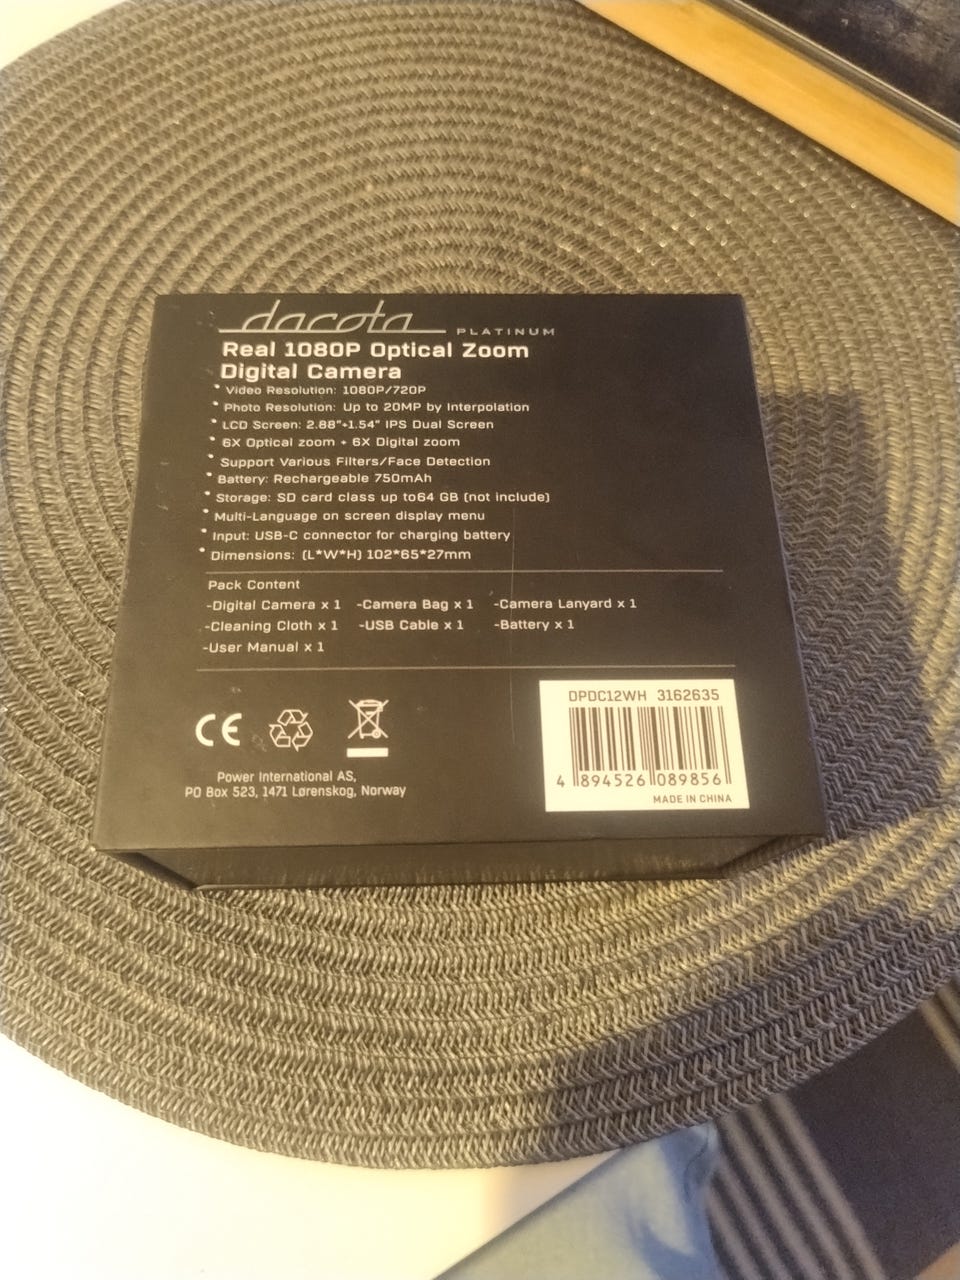 dacota PLATINUM
Real 1080P Optical Zoom
Digital Camera
• Video Resolution: 1080P/720P
• Photo Resolution: Up to 20MP by Interpolation
• LCD Screen: 2.88"+1.54" IPS Dual Screen
• 6X Optical zoom + 6X Digital zoom
• Support Various Filters/Face Detection
• Battery: Rechargeable 750mAh
• Storage: SD card class up to64 GB (not include)
• Multi-Language on screen display menu
• Input: USB-C connector for charging battery
• Dimensions: (L*W*H) 102*65*27mm
Pack Content
-Digital Camera x 1 -Camera Bag x 1 -Camera Lanyard x 1
-Cleaning Cloth x 1 -USB Cable x 1 -Battery x 1
-User Manual x 1
CE
Power International AS,
PO Box 523, 1471 Lørenskog, Norway
DPDC12WH 3162635
4 894526 089856
MADE IN CHINA